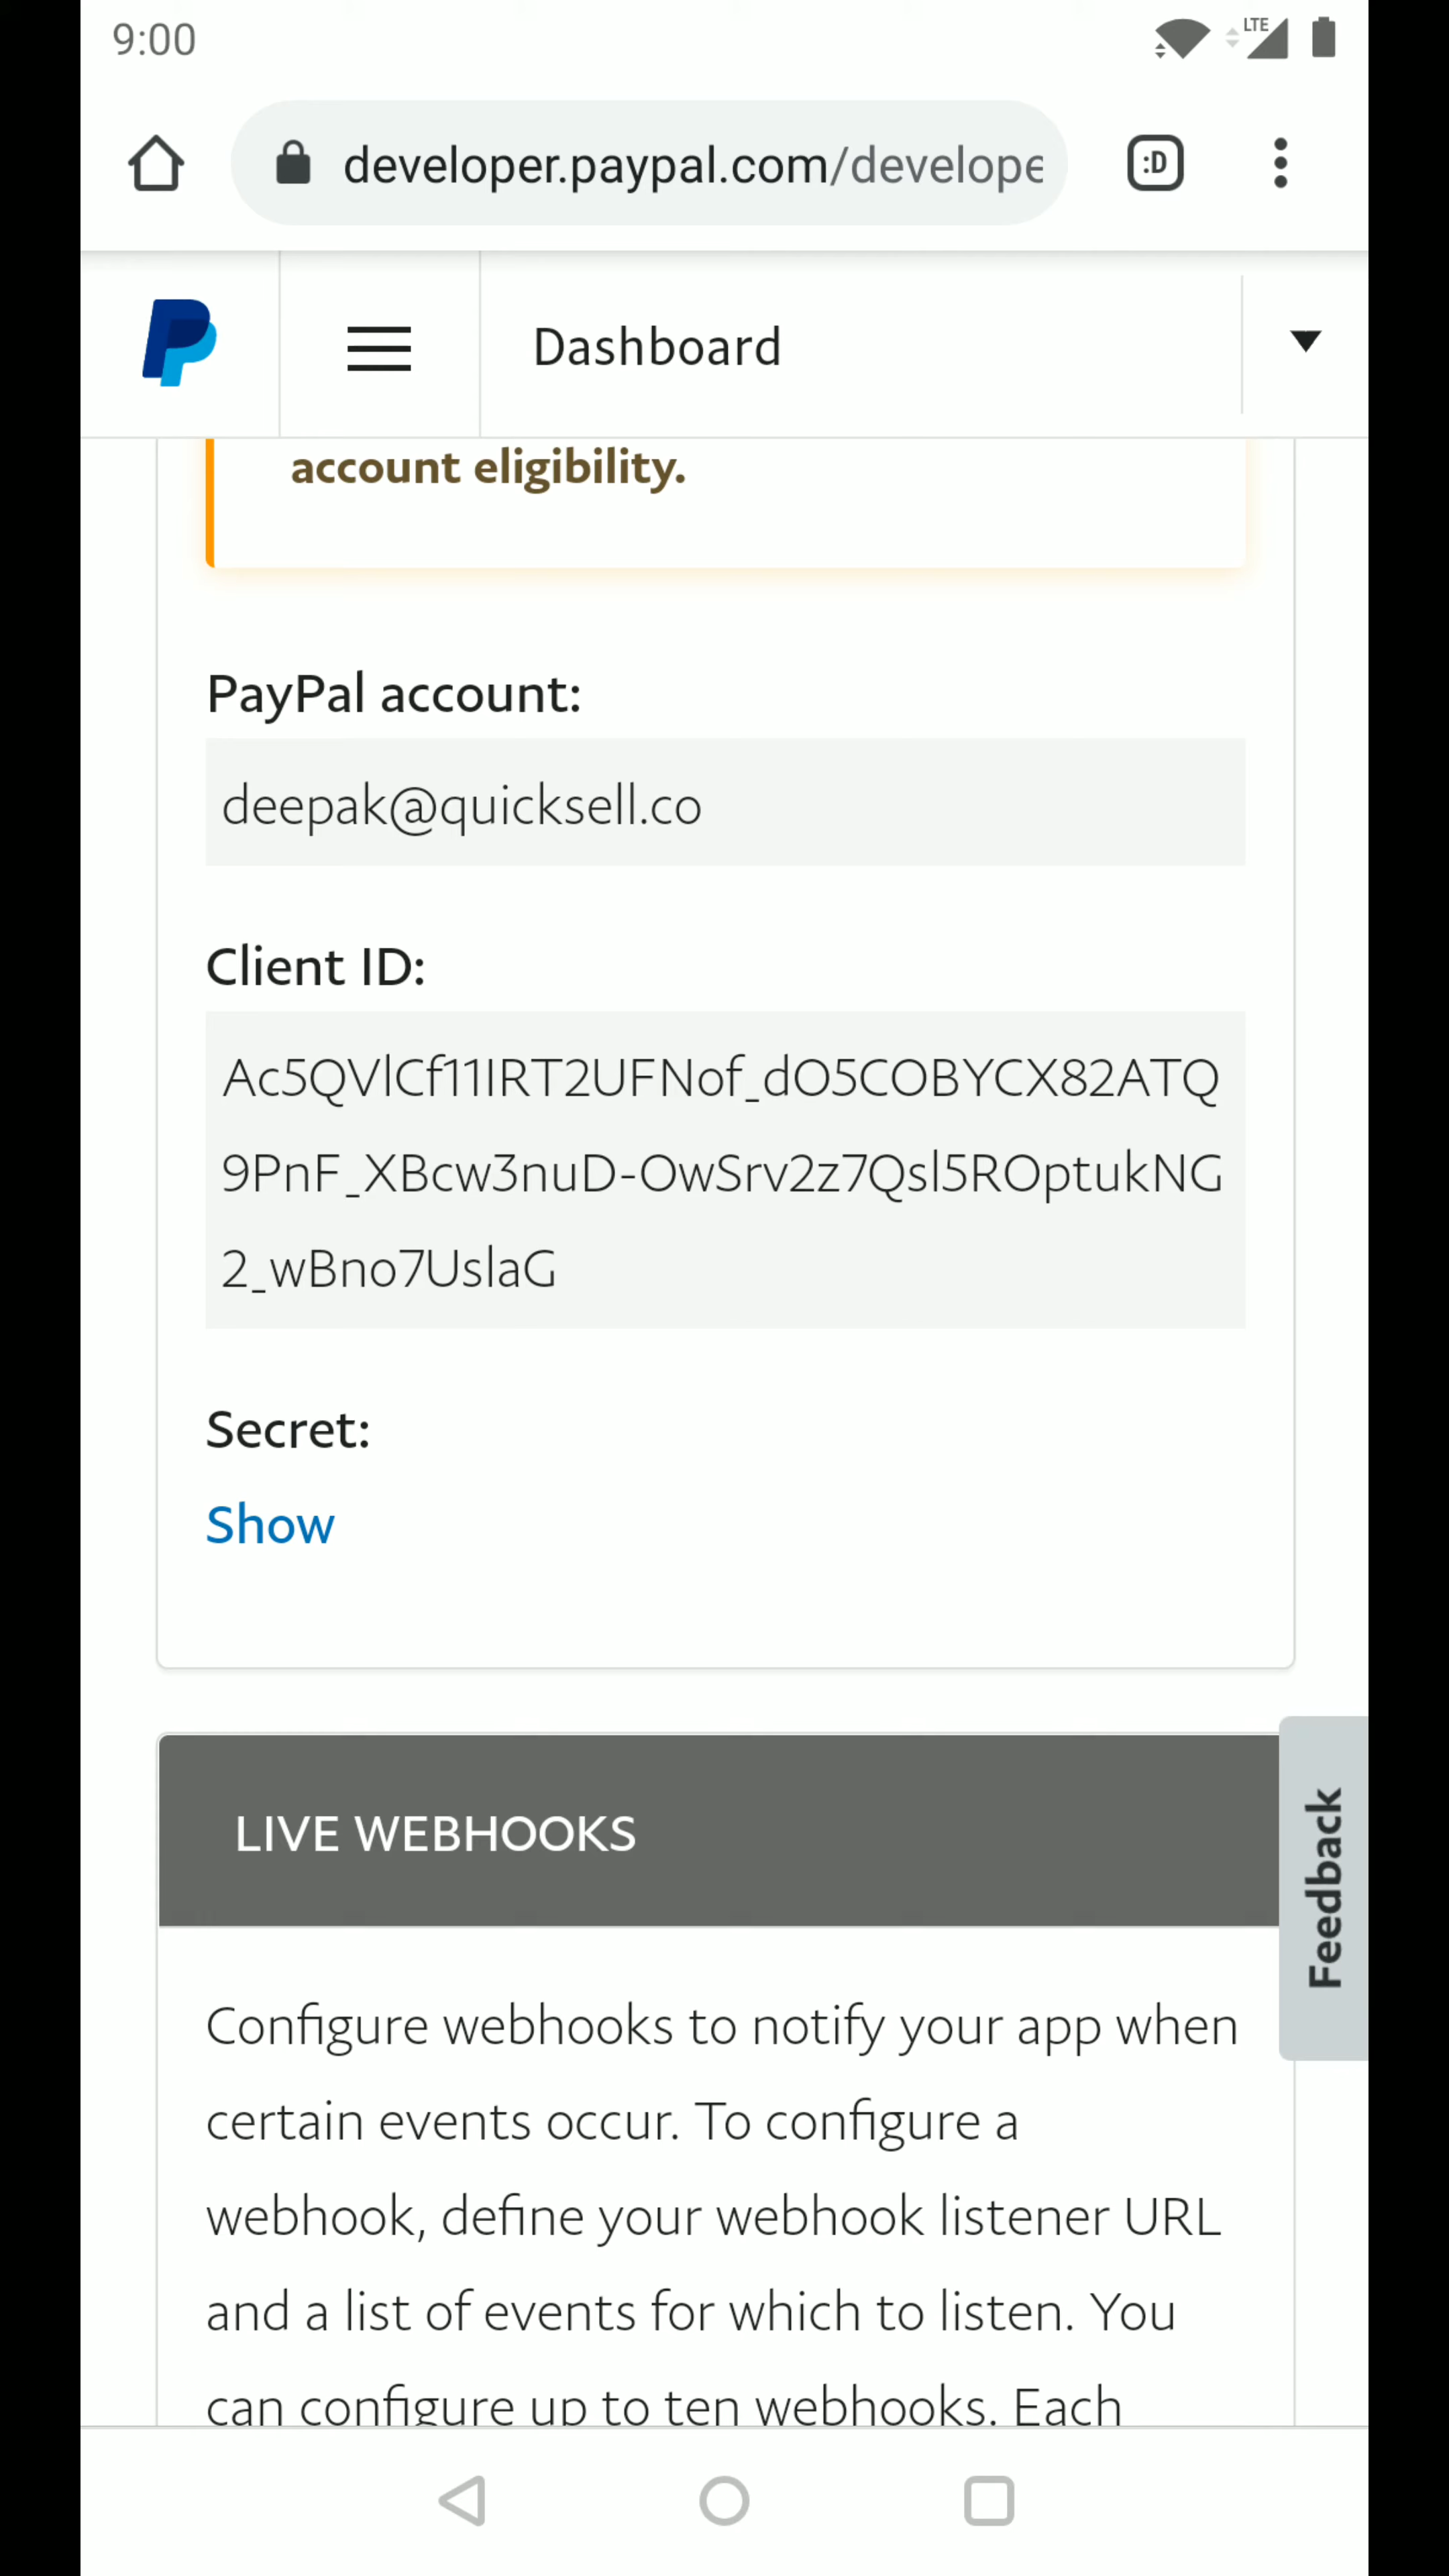 9:00
LTE
developer.paypal.com/develope
:D
Dashboard
account eligibility.
PayPal account:
deepak@quicksell.co
Client ID:
Ac5QVlCf11IRT2UFNof_dO5COBYCX82ATQ
9PnF_XBcw3nuD-OwSrv2z7Qsl5ROptukNG
2_wBno7UslaG
Secret:
Show
LIVE WEBHOOKS
Feedback
Configure webhooks to notify your app when
certain events occur. To configure a
webhook, define your webhook listener URL
and a list of events for which to listen. You
can configure up to ten webhooks. Each